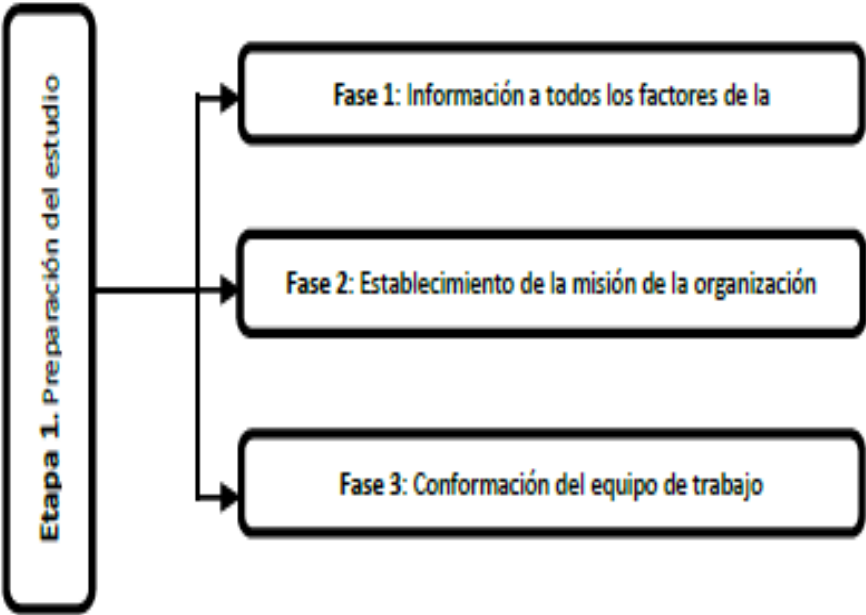 Etapa 1. Preparación del estudio
Fase 1: Información a todos los factores de la
Fase 2: Establecimiento de la misión de la organización
Fase 3: Conformación del equipo de trabajo